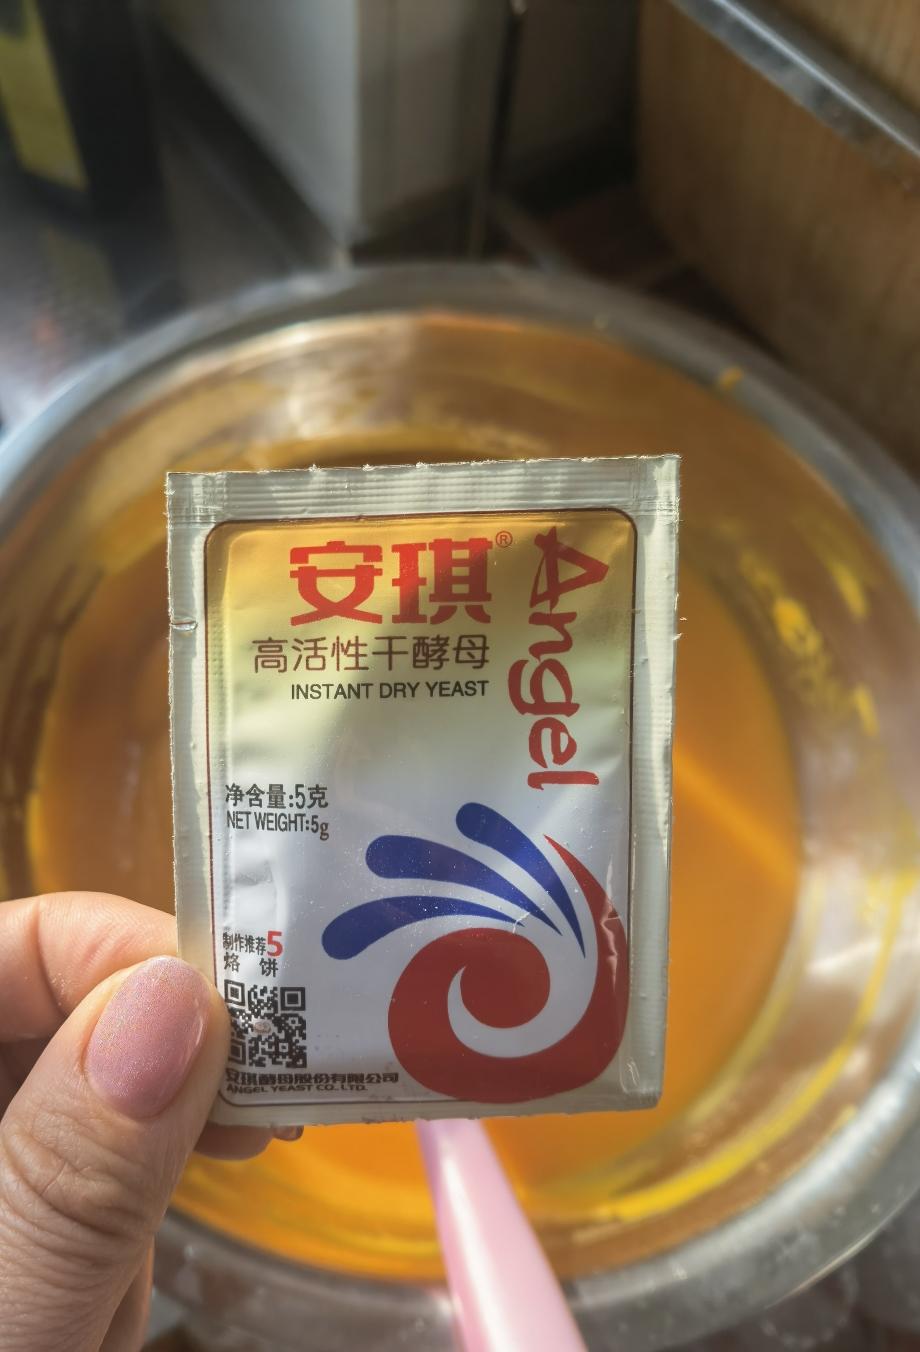 安琪®
Angel
高活性干酵母
INSTANT DRY YEAST
净含量:5克
NET WEIGHT:5g
制作推荐5
烙 饼
安琪酵母股份有限公司
ANGEL YEAST CO.,LTD.